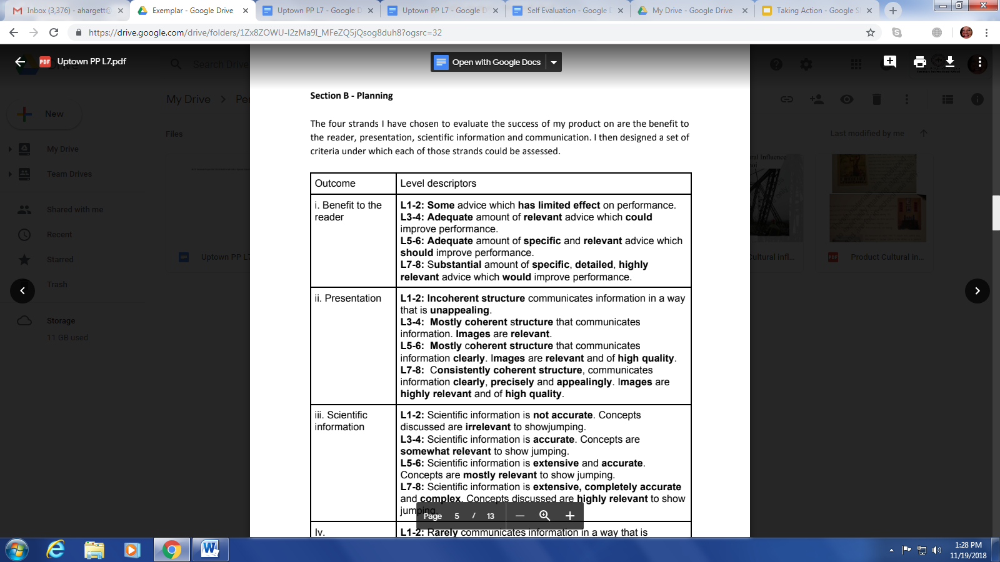 Inbox (3,376) - ahargett@
Exemplar - Google Drive
Uptown PP L7 - Google D
Uptown PP L7 - Google D
Self Evaluation - Google D
My Drive - Google Drive
Taking Action - Google S
https://drive.google.com/drive/folders/1Zx8ZOWU-I2zMa9I_MFeZQ5jQsog8duh8?ogsrc=32
PDF Uptown PP L7.pdf
Search Drive
Open with Google Docs
My Drive > Pe
New
Files
Last modified by me
My Drive
Team Drives
Shared with me
Recent
Starred
Trash
Storage
11 GB used
Uptown PP L7
ral Influence
Cultural infl...
PDF Product Cultural in...
Section B - Planning
The four strands I have chosen to evaluate the success of my product on are the benefit to
the reader, presentation, scientific information and communication. I then designed a set of
criteria under which each of those strands could be assessed.
Outcome
Level descriptors
i. Benefit to the
reader
L1-2: Some advice which has limited effect on performance.
L3-4: Adequate amount of relevant advice which could
improve performance.
L5-6: Adequate amount of specific and relevant advice which
should improve performance.
L7-8: Substantial amount of specific, detailed, highly
relevant advice which would improve performance.
ii. Presentation
L1-2: Incoherent structure communicates information in a way
that is unappealing.
L3-4: Mostly coherent structure that communicates
information. Images are relevant.
L5-6: Mostly coherent structure that communicates
information clearly. Images are relevant and of high quality.
L7-8: Consistently coherent structure, communicates
information clearly, precisely and appealingly. Images are
highly relevant and of high quality.
iii. Scientific
information
L1-2: Scientific information is not accurate. Concepts
discussed are irrelevant to showjumping.
L3-4: Scientific information is accurate. Concepts are
somewhat relevant to show jumping.
L5-6: Scientific information is extensive and accurate.
Concepts are mostly relevant to show jumping.
L7-8: Scientific information is extensive, completely accurate
and complex. Concepts discussed are highly relevant to show
jumping.
Page 5 / 13
Iv.
L1-2: Rarely communicates information in a way that is
1:28 PM
11/19/2018